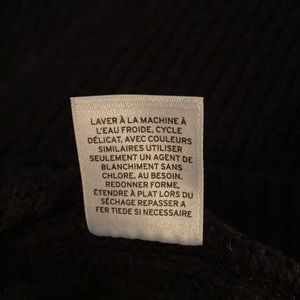 LAVER À LA MACHINE À
L'EAU FROIDE, CYCLE
DÉLICAT, AVEC COULEURS
SIMILAIRES UTILISER
SEULEMENT UN AGENT DE
BLANCHIMENT SANS
CHLORE, AU BESOIN.
REDONNER FORME,
ÉTENDRE À PLAT LORS DU
SÉCHAGE REPASSER A
FER TIEDE SI NECESSAIRE